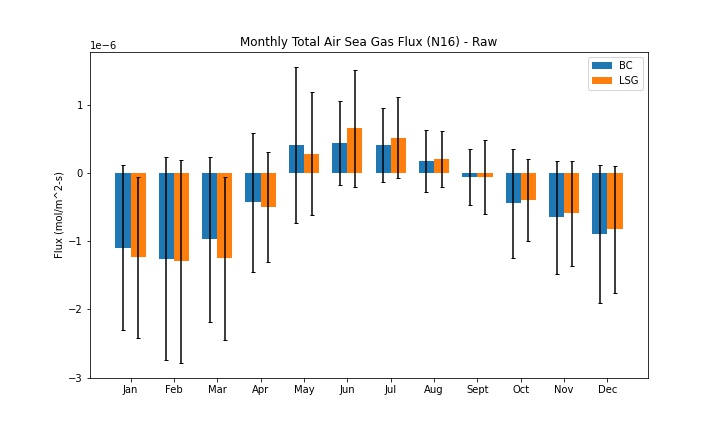 Monthly Total Air Sea Gas Flux (N16) - Raw
1e−6
BC
LSG
1
0
−1
−2
−3
Flux (mol/m^2-s)
Jan Feb Mar Apr May Jun Jul Aug Sept Oct Nov Dec